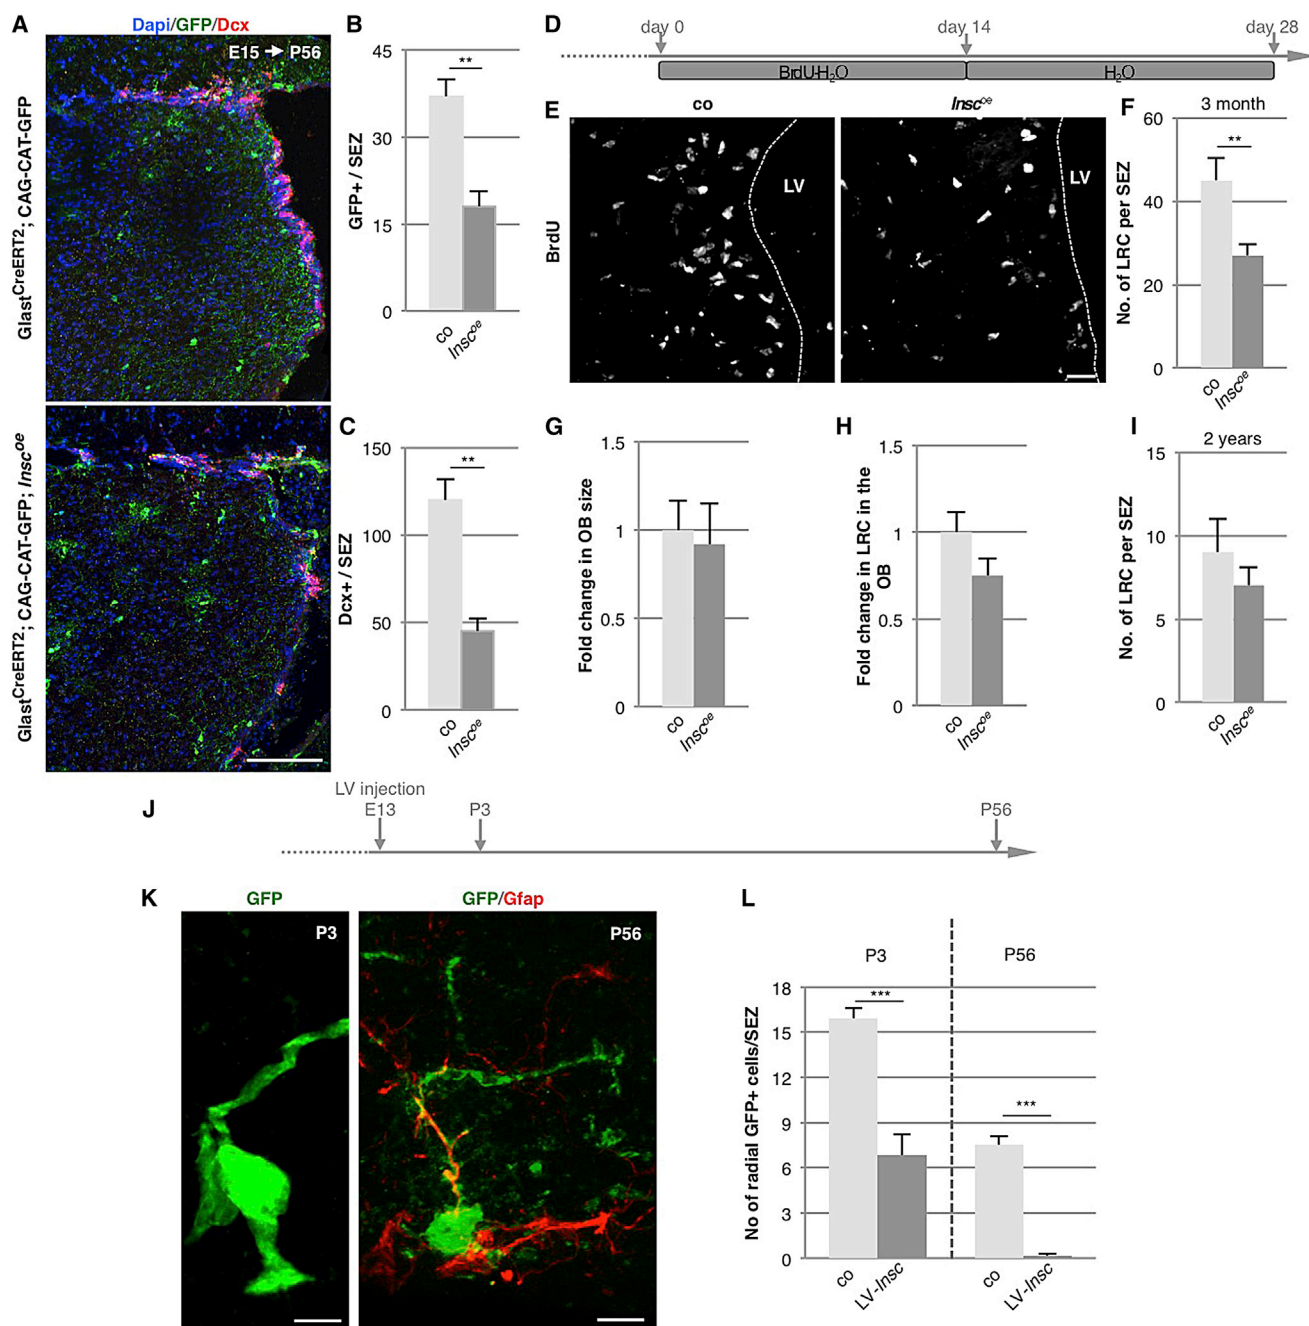 A
Dapi/GFP/Dcx
E15 → P56
GlastCreERT2; CAG-CAT-GFP
GlastCreERT2; CAG-CAT-GFP; Inscoe
B
GFP+ / SEZ
45
30
15
0
**
co
Inscoe
C
Dcx+ / SEZ
150
100
50
0
**
co
Inscoe
D
day 0
day 14
day 28
BrdU-H2O
H2O
E
co
Inscoe
BrdU
LV
LV
F
3 month
No. of LRC per SEZ
60
40
20
0
**
co
Inscoe
G
Fold change in OB size
1.5
1
0.5
0
co
Inscoe
H
Fold change in LRC in the
OB
1.5
1
0.5
0
co
Inscoe
I
2 years
No. of LRC per SEZ
15
10
5
0
co
Inscoe
J
LV injection
E13
P3
P56
K
GFP
P3
GFP/Gfap
P56
L
P3
P56
No of radial GFP+ cells/SEZ
18
15
12
9
6
3
0
***
***
co
LV-Insc
co
LV-Insc